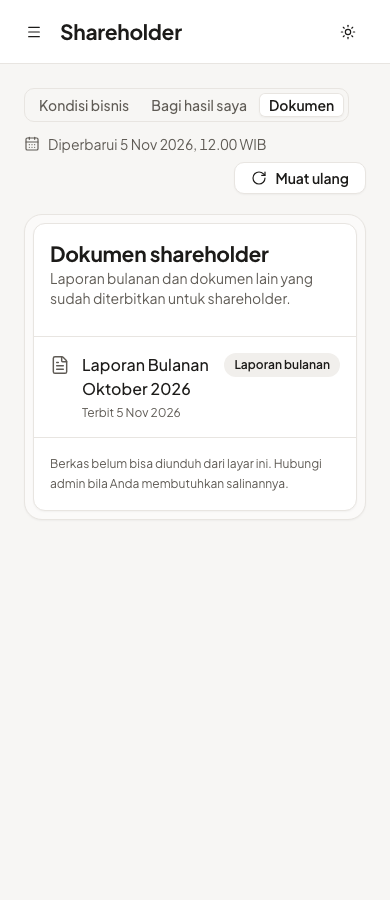 Shareholder
Kondisi bisnis
Bagi hasil saya
Dokumen
Diperbarui 5 Nov 2026, 12.00 WIB
Muat ulang
Dokumen shareholder
Laporan bulanan dan dokumen lain yang
sudah diterbitkan untuk shareholder.
Laporan Bulanan
Oktober 2026
Laporan bulanan
Terbit 5 Nov 2026
Berkas belum bisa diunduh dari layar ini. Hubungi
admin bila Anda membutuhkan salinannya.